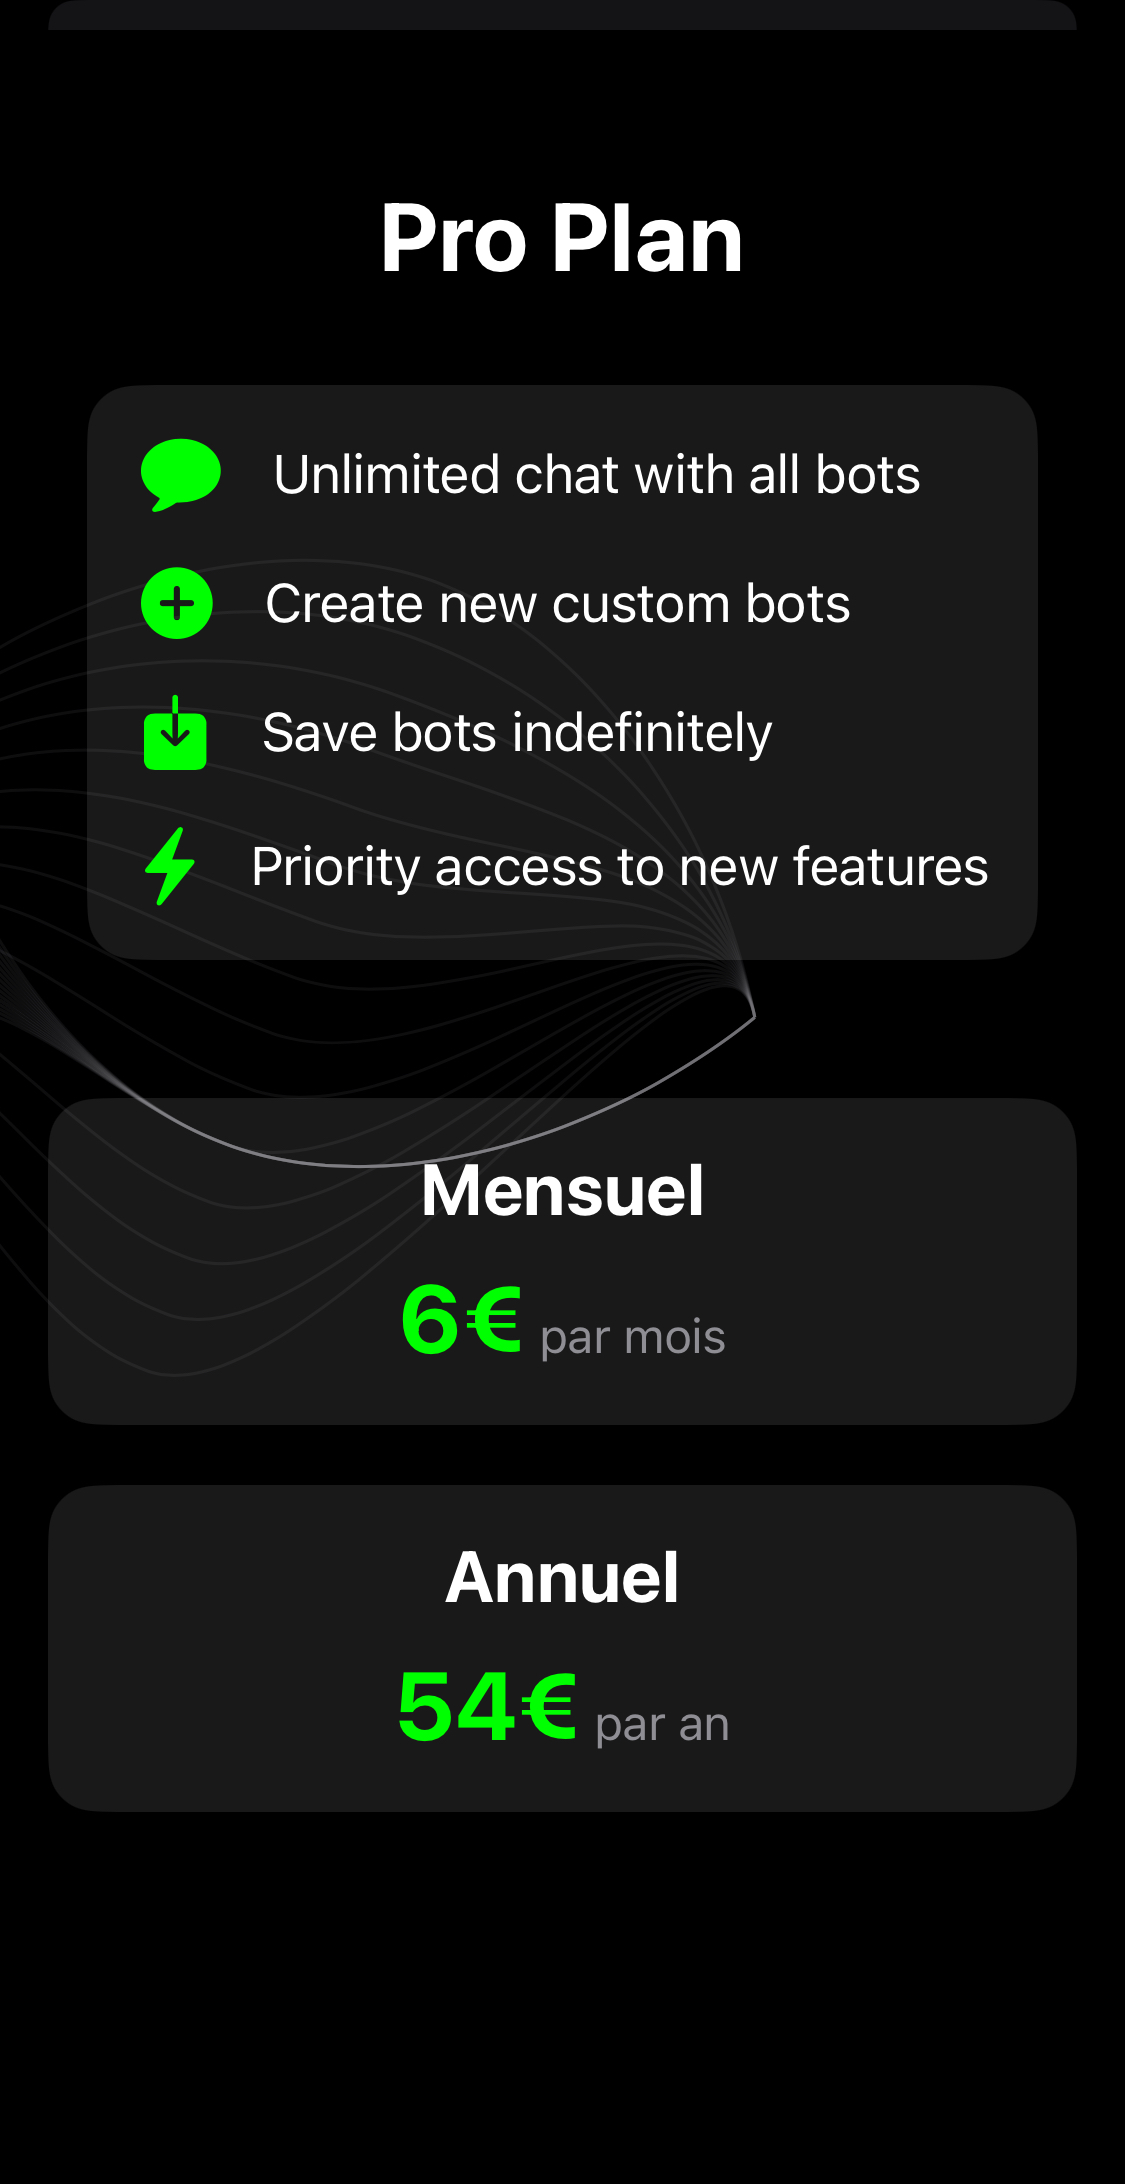 Pro Plan
Unlimited chat with all bots
Create new custom bots
Save bots indefinitely
Priority access to new features
Mensuel
6€ par mois
Annuel
54€ par an